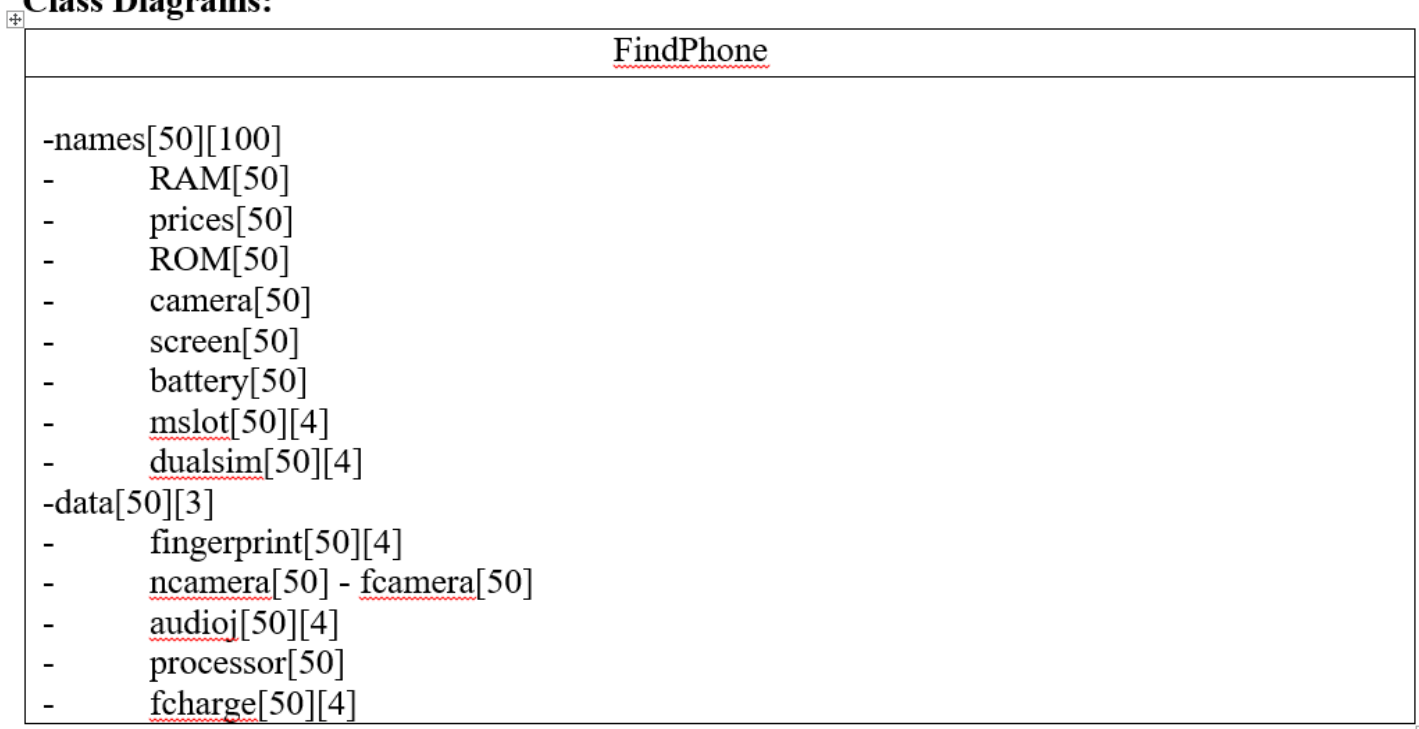 Class Diagrams:
FindPhone
-names[50][100]
- RAM[50]
- prices[50]
- ROM[50]
- camera[50]
- screen[50]
- battery[50]
- mslot[50][4]
- dualsim[50][4]
-data[50][3]
- fingerprint[50][4]
- ncamera[50] - fcamera[50]
- audioj[50][4]
- processor[50]
- fcharge[50][4]